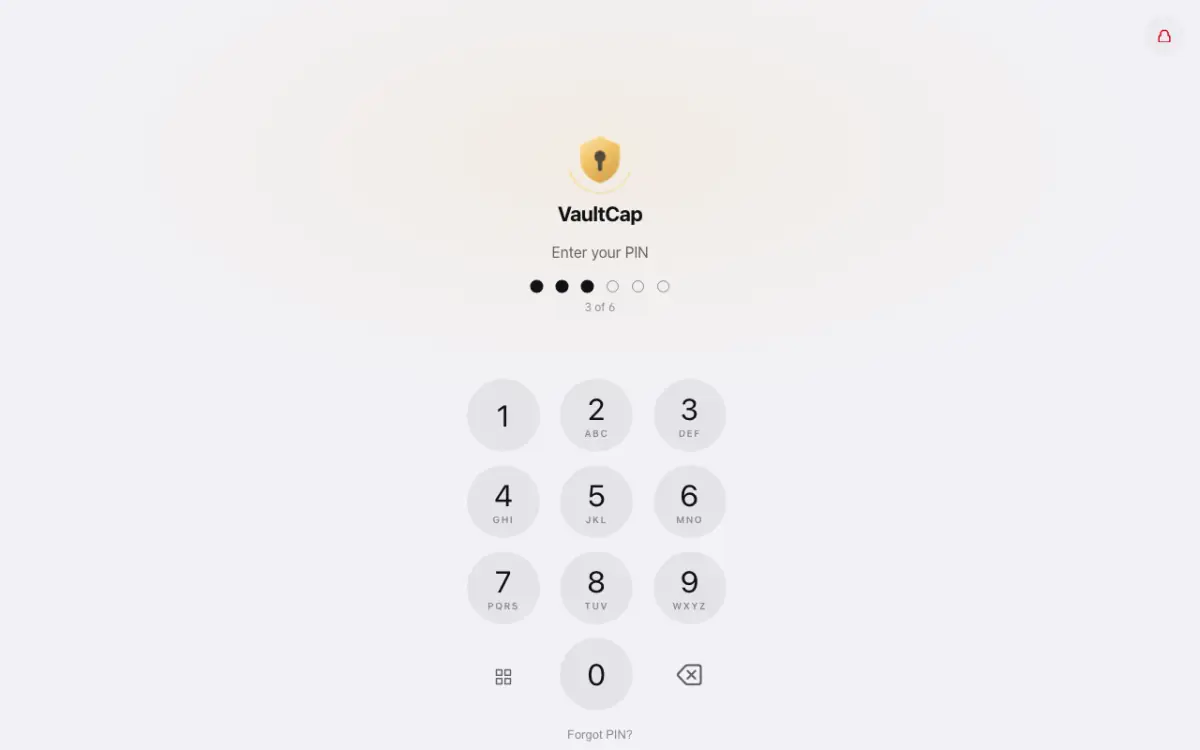 VaultCap
Enter your PIN
3 of 6
1 2 3
ABC DEF
4 5 6
GHI JKL MNO
7 8 9
PQRS TUV WXYZ
0
Forgot PIN?